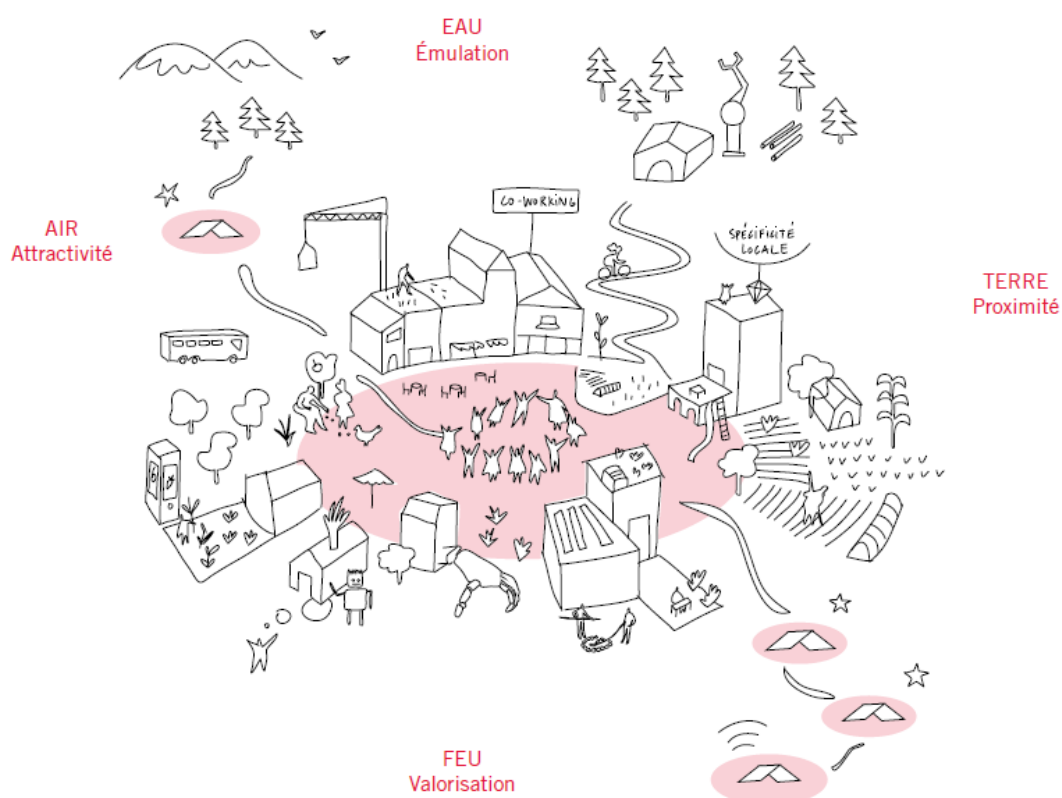 EAU
Émulation
CO-WORKING
AIR
Attractivité
SPÉCIFICITÉ
LOCALE
TERRE
Proximité
FEU
Valorisation